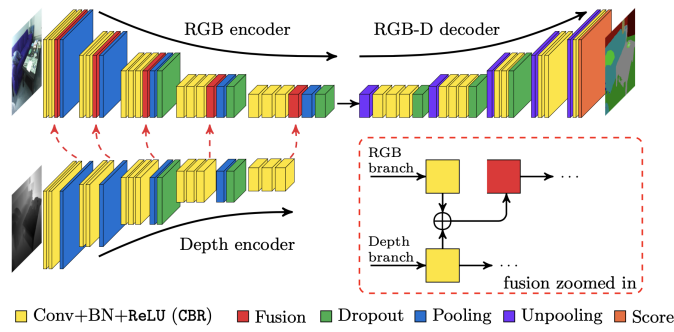 RGB encoder
RGB-D decoder
RGB
branch
Depth
branch
...
...
fusion zoomed in
Depth encoder
Conv+BN+ReLU (CBR)
Fusion
Dropout
Pooling
Unpooling
Score